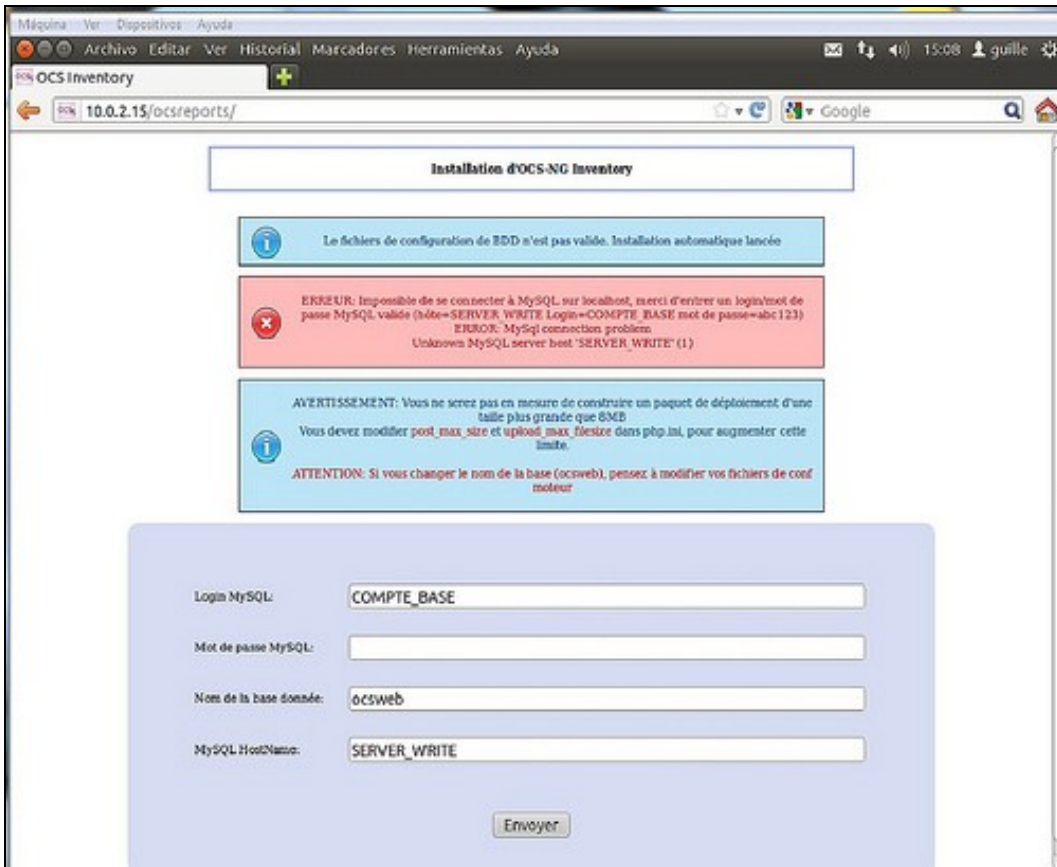 Máquina Ver Dispositivos Ayuda
Archivo Editar Ver Historial Marcadores Herramientas Ayuda 15:08 guille
OCS Inventory
10.0.2.15/ocsreports/ Google
Installation d'OCS-NG Inventory
Le fichiers de configuration de BDD n'est pas valide. Installation automatique lancée
ERREUR: Impossible de se connecter à MySQL sur localhost, merci d'entrer un login/mot de
passe MySQL valide (hôte=SERVER_WRITE Login=COMPTE_BASE mot de passe=abc123)
ERROR: MySql connection problem
Unknown MySQL server host 'SERVER_WRITE' (1)
AVERTISSEMENT: Vous ne serez pas en mesure de construire un paquet de déploiement d'une
taille plus grande que 8MB
Vous devez modifier post_max_size et upload_max_filesize dans php.ini, pour augmenter cette
limite.
ATTENTION: Si vous changer le nom de la base (ocsweb), pensez à modifier vos fichiers de conf
moteur
Login MySQL: COMPTE_BASE
Mot de passe MySQL:
Nom de la base donnée: ocsweb
MySQL HostName: SERVER_WRITE
Envoyer